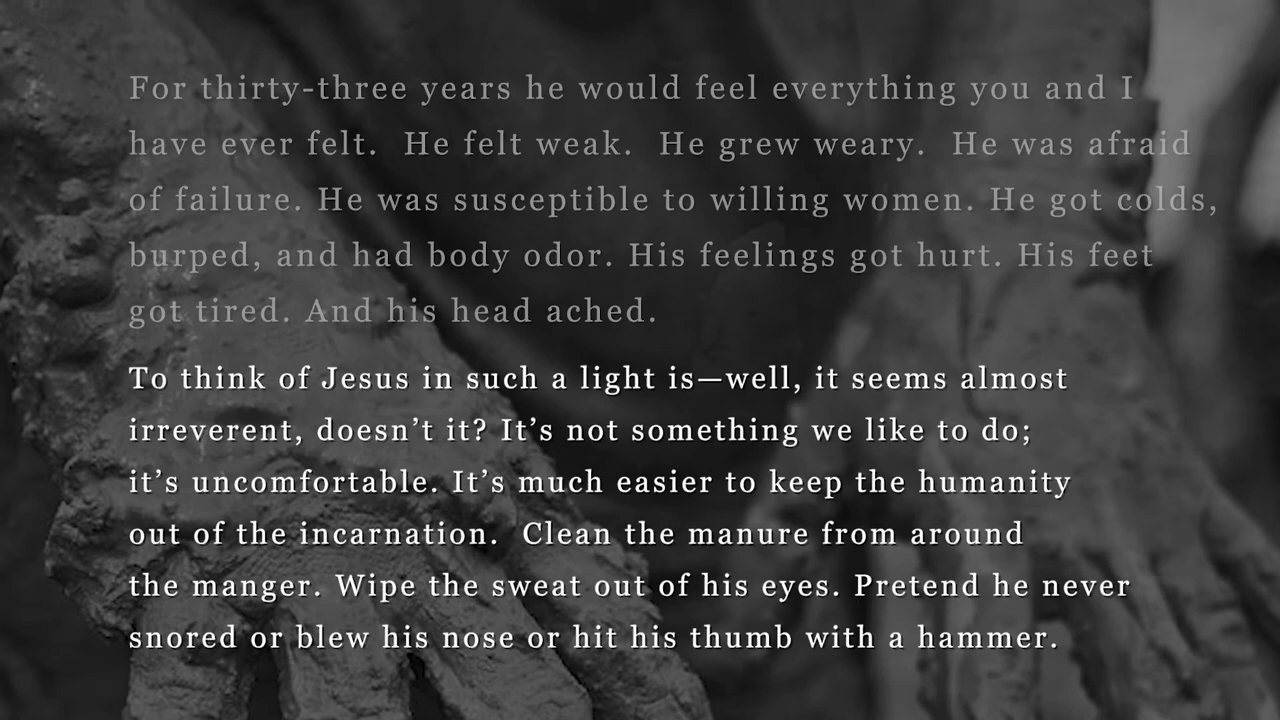 For thirty-three years he would feel everything you and I
have ever felt.  He felt weak.  He grew weary.  He was afraid
of failure. He was susceptible to willing women. He got colds,
burped, and had body odor. His feelings got hurt. His feet
got tired. And his head ached.
To think of Jesus in such a light is—well, it seems almost
irreverent, doesn’t it? It’s not something we like to do;
it’s uncomfortable. It’s much easier to keep the humanity
out of the incarnation.  Clean the manure from around
the manger. Wipe the sweat out of his eyes. Pretend he never
snored or blew his nose or hit his thumb with a hammer.